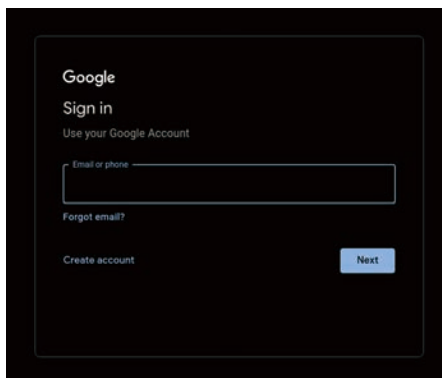 Google
Sign in
Use your Google Account
Email or phone
Forgot email?
Create account
Next